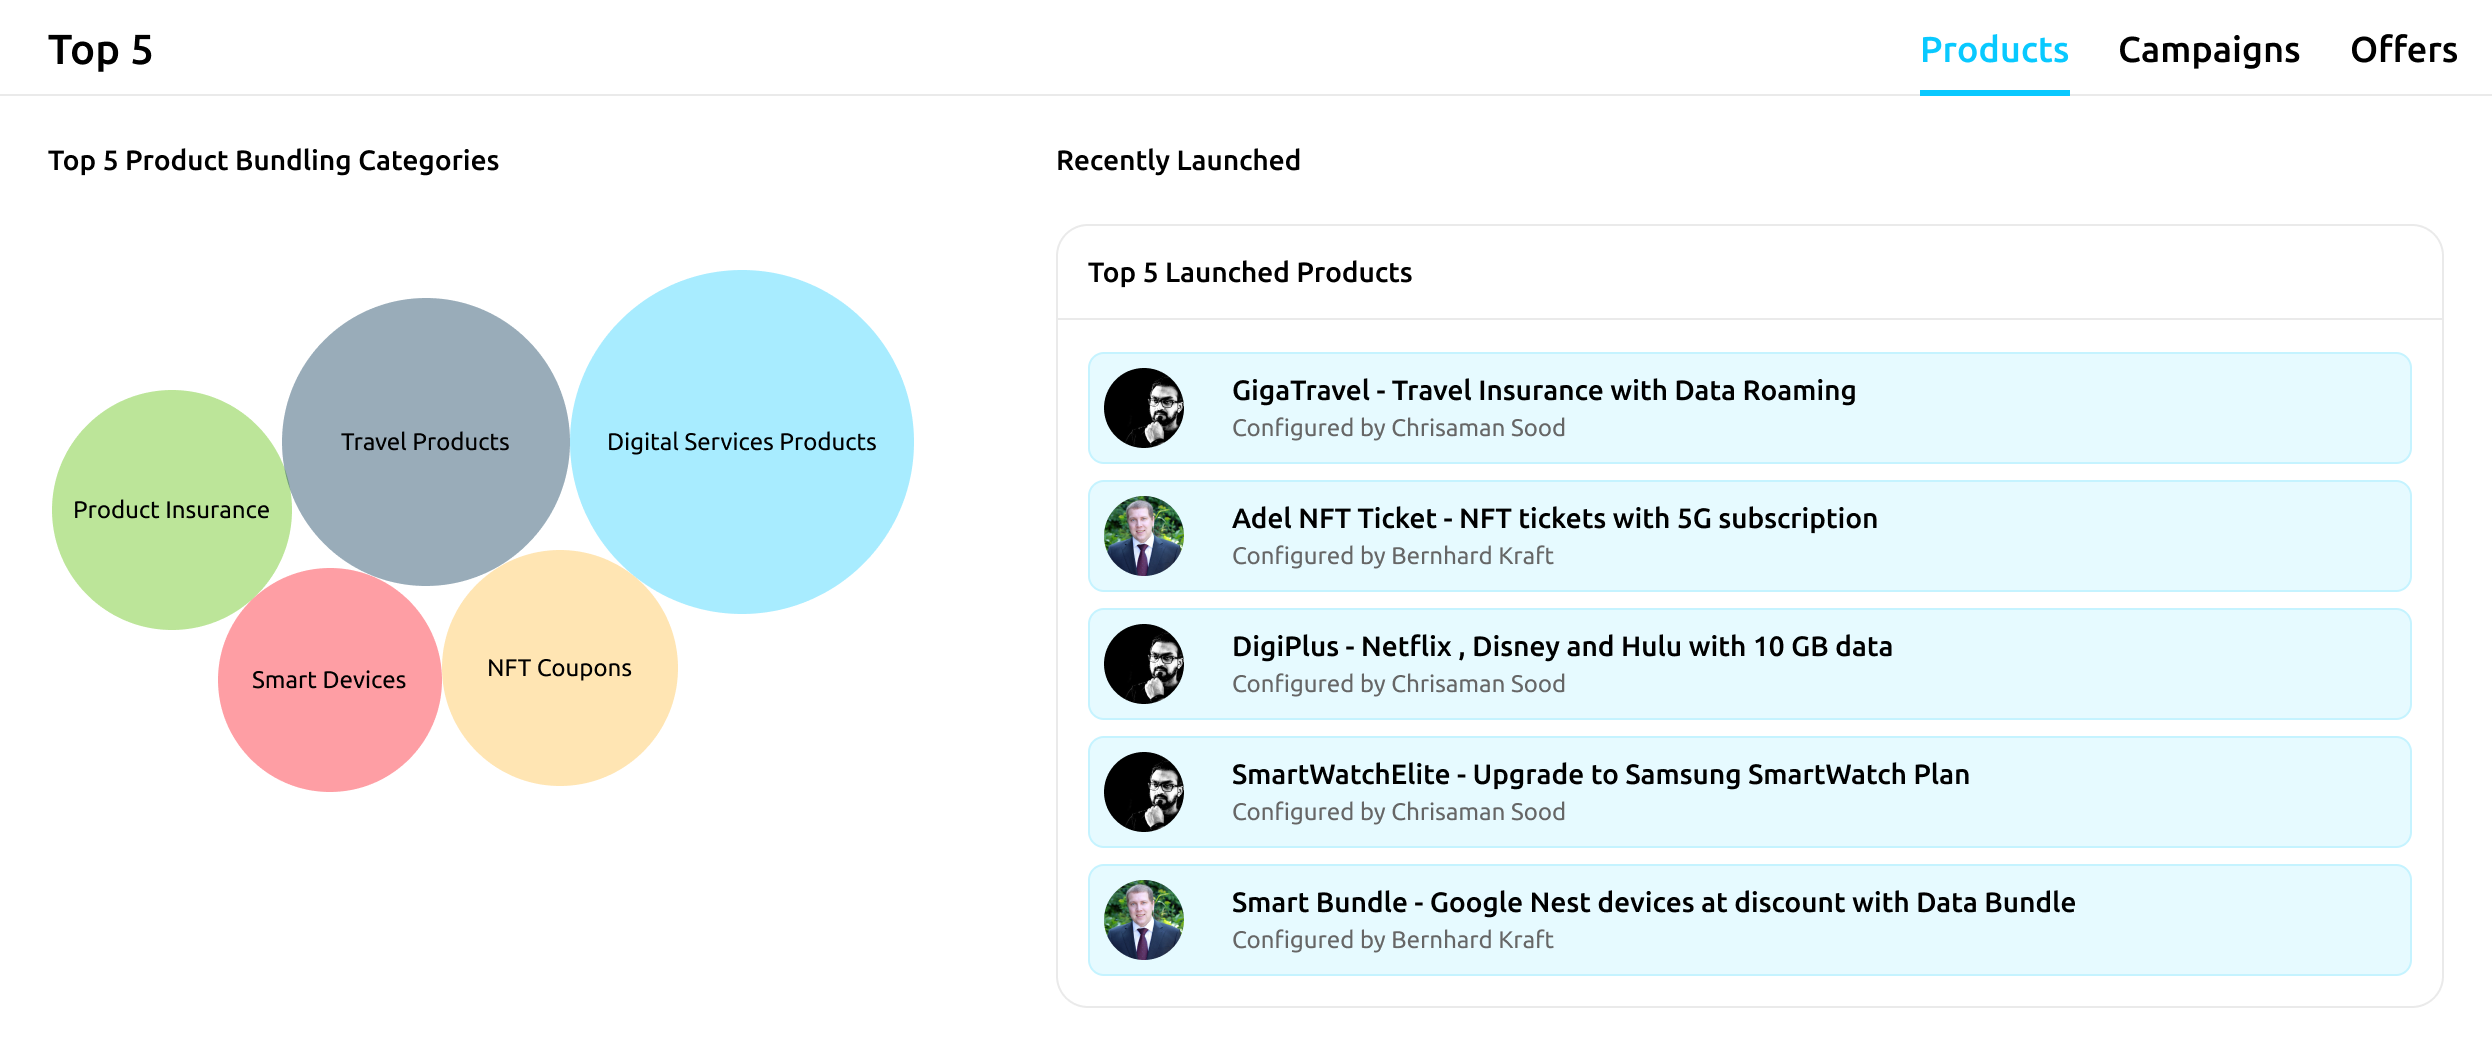 Top 5
Products
Campaigns
Offers
Top 5 Product Bundling Categories
Travel Products
Digital Services Products
Product Insurance
NFT Coupons
Smart Devices
Recently Launched
Top 5 Launched Products
GigaTravel - Travel Insurance with Data Roaming
Configured by Chrisaman Sood
Adel NFT Ticket - NFT tickets with 5G subscription
Configured by Bernhard Kraft
DigiPlus - Netflix , Disney and Hulu with 10 GB data
Configured by Chrisaman Sood
SmartWatchElite - Upgrade to Samsung SmartWatch Plan
Configured by Chrisaman Sood
Smart Bundle - Google Nest devices at discount with Data Bundle
Configured by Bernhard Kraft